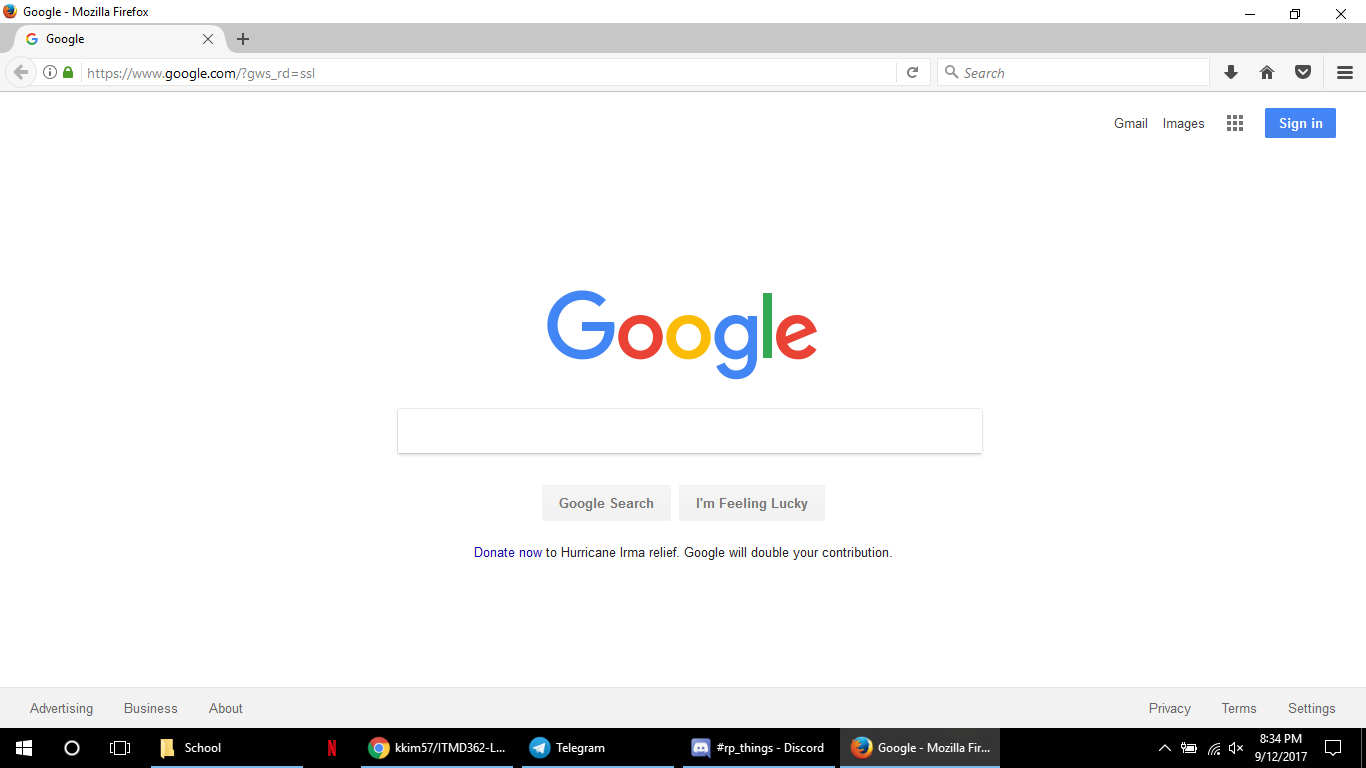 Google - Mozilla Firefox
Google
https://www.google.com/?gws_rd=ssl
Search
Gmail Images Sign in
Google
Google Search I'm Feeling Lucky
Donate now to Hurricane Irma relief. Google will double your contribution.
Advertising Business About Privacy Terms Settings
School kkim57/ITMD362-L... Telegram #rp_things - Discord Google - Mozilla Fir... 8:34 PM
9/12/2017